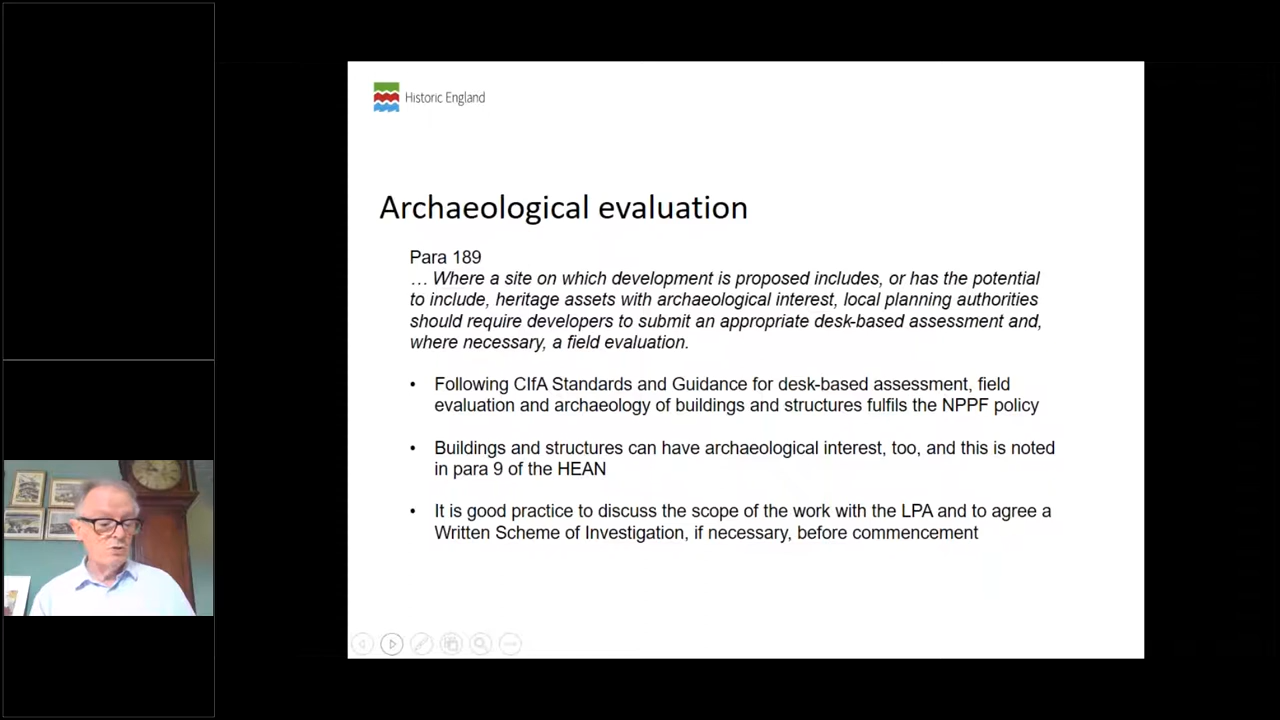 Historic England
Archaeological evaluation
Para 189
… Where a site on which development is proposed includes, or has the potential
to include, heritage assets with archaeological interest, local planning authorities
should require developers to submit an appropriate desk-based assessment and,
where necessary, a field evaluation.
• Following CIfA Standards and Guidance for desk-based assessment, field
evaluation and archaeology of buildings and structures fulfils the NPPF policy
• Buildings and structures can have archaeological interest, too, and this is noted
in para 9 of the HEAN
• It is good practice to discuss the scope of the work with the LPA and to agree a
Written Scheme of Investigation, if necessary, before commencement